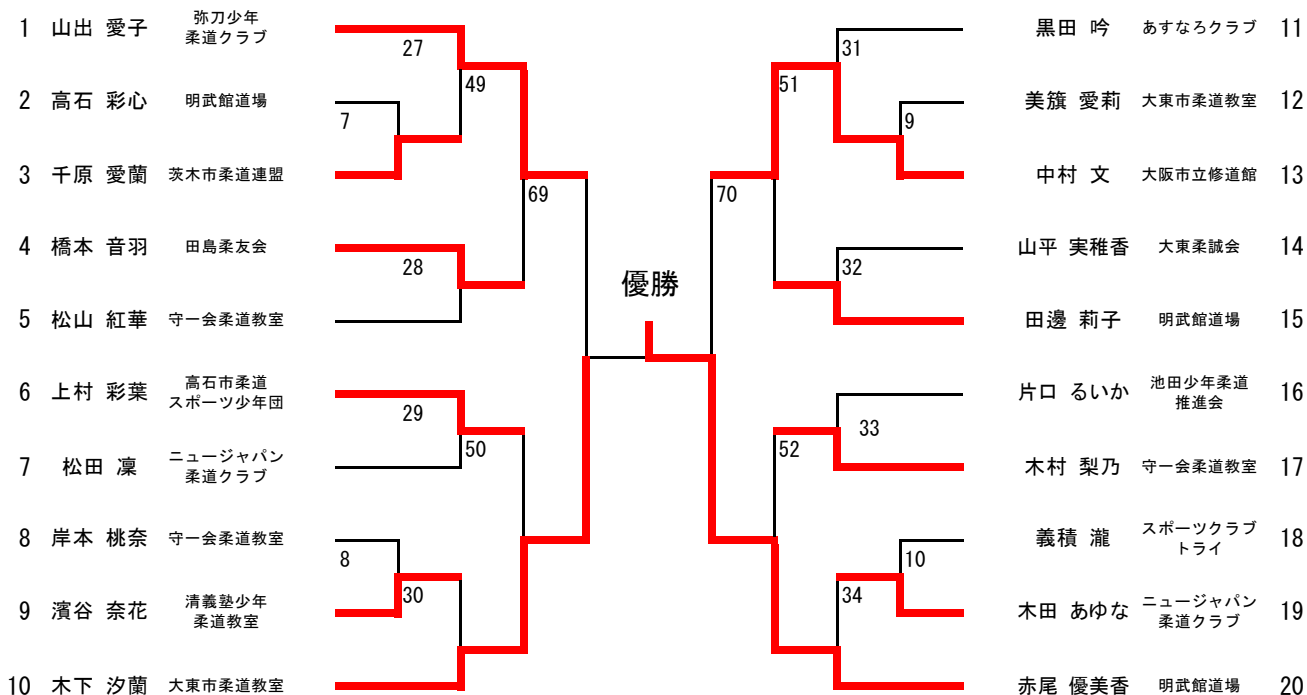 1 山出 愛子 弥刀少年
柔道クラブ
2 高石 彩心 明武館道場
3 千原 愛蘭 茨木市柔道連盟
4 橋本 音羽 田島柔友会
5 松山 紅華 守一会柔道教室
6 上村 彩葉 高石市柔道
スポーツ少年団
7 松田 凜 ニュージャパン
柔道クラブ
8 岸本 桃奈 守一会柔道教室
9 濱谷 奈花 清義塾少年
柔道教室
10 木下 汐蘭 大東市柔道教室
27
49
7
69
28
29
50
8
30
優勝
31
51
9
70
32
33
52
10
34
黒田 吟 あすなろクラブ 11
美籏 愛莉 大東市柔道教室 12
中村 文 大阪市立修道館 13
山平 実稚香 大東柔誠会 14
田邊 莉子 明武館道場 15
片口 るいか 池田少年柔道
推進会 16
木村 梨乃 守一会柔道教室 17
義積 瀧 スポーツクラブ
トライ 18
木田 あゆな ニュージャパン
柔道クラブ 19
赤尾 優美香 明武館道場 20